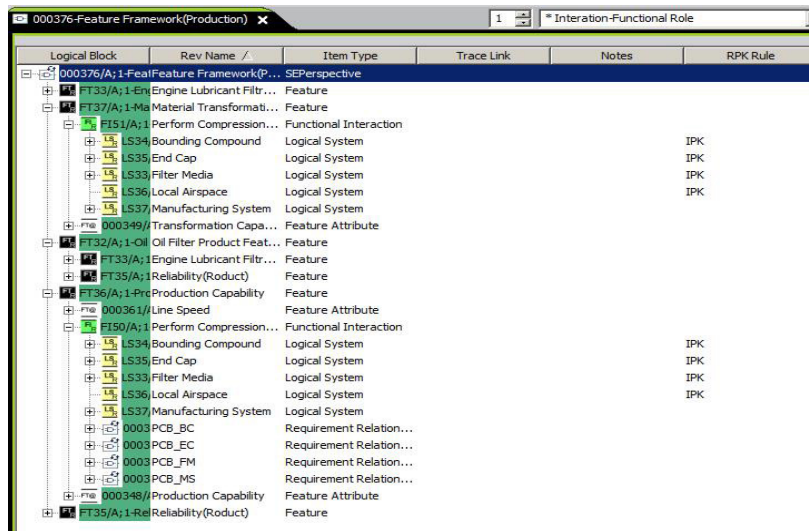 000376-Feature Framework(Production) 1 * Interation-Functional Role
Logical Block Rev Name Item Type Trace Link Notes RPK Rule
000376/A;1-Feat Feature Framework(P... SEPerspective
FT33/A;1-Eng Engine Lubricant Filtr... Feature
FT37/A;1-Ma Material Transformati... Feature
FI51/A;1 Perform Compression... Functional Interaction
LS34/ Bounding Compound Logical System IPK
LS35/ End Cap Logical System IPK
LS33/ Filter Media Logical System IPK
LS36/ Local Airspace Logical System IPK
LS37/ Manufacturing System Logical System
000349/ Transformation Capa... Feature Attribute
FT32/A;1-Oil Oil Filter Product Feat... Feature
FT33/A;1 Engine Lubricant Filtr... Feature
FT35/A;1 Reliability(Roduct) Feature
FT36/A;1-Pro Production Capability Feature
000361/ Line Speed Feature Attribute
FI50/A;1 Perform Compression... Functional Interaction
LS34/ Bounding Compound Logical System IPK
LS35/ End Cap Logical System IPK
LS33/ Filter Media Logical System IPK
LS36/ Local Airspace Logical System IPK
LS37/ Manufacturing System Logical System
0003 PCB_BC Requirement Relation...
0003 PCB_EC Requirement Relation...
0003 PCB_FM Requirement Relation...
0003 PCB_MS Requirement Relation...
000348/ Production Capability Feature Attribute
FT35/A;1-Rel Reliability(Roduct) Feature